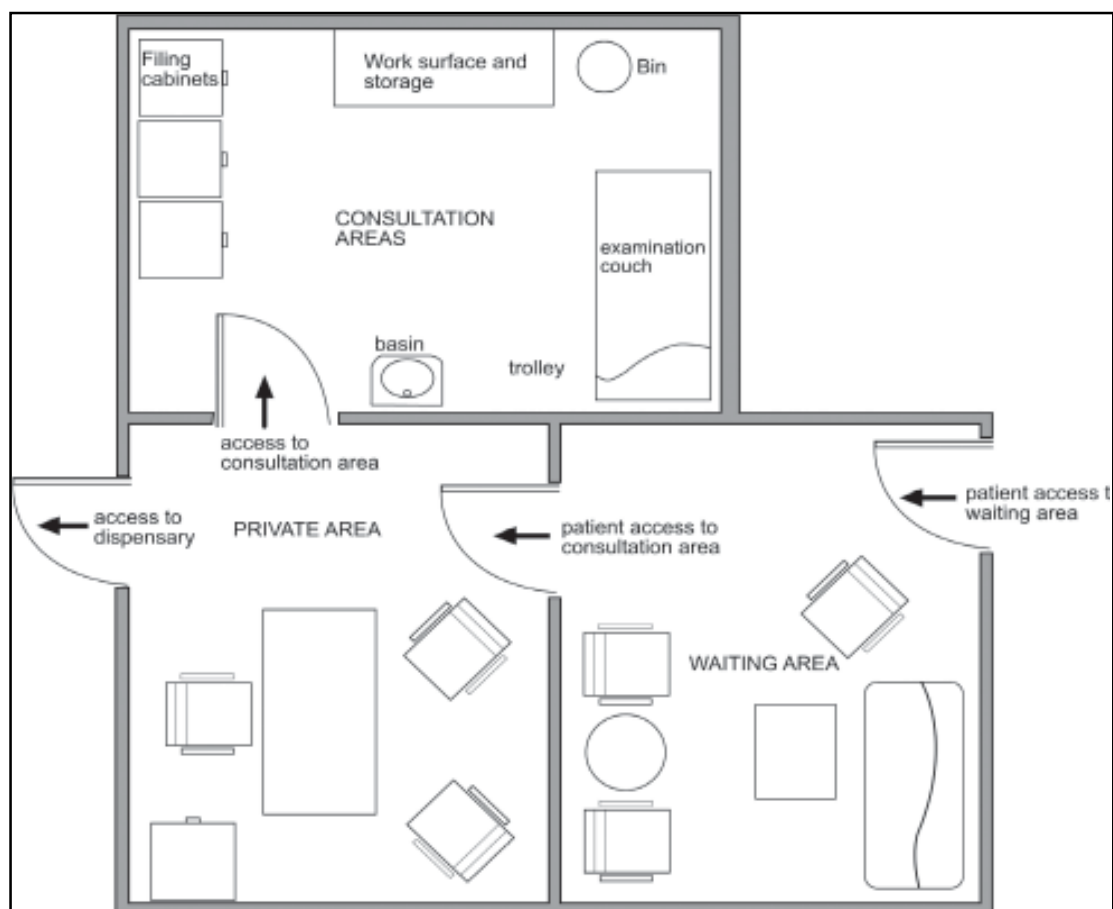 Filing
cabinets
Work surface and
storage
Bin
CONSULTATION
AREAS
examination
couch
basin
trolley
access to
consultation area
access to
dispensary
PRIVATE AREA
patient access to
consultation area
patient access t
waiting area
WAITING AREA